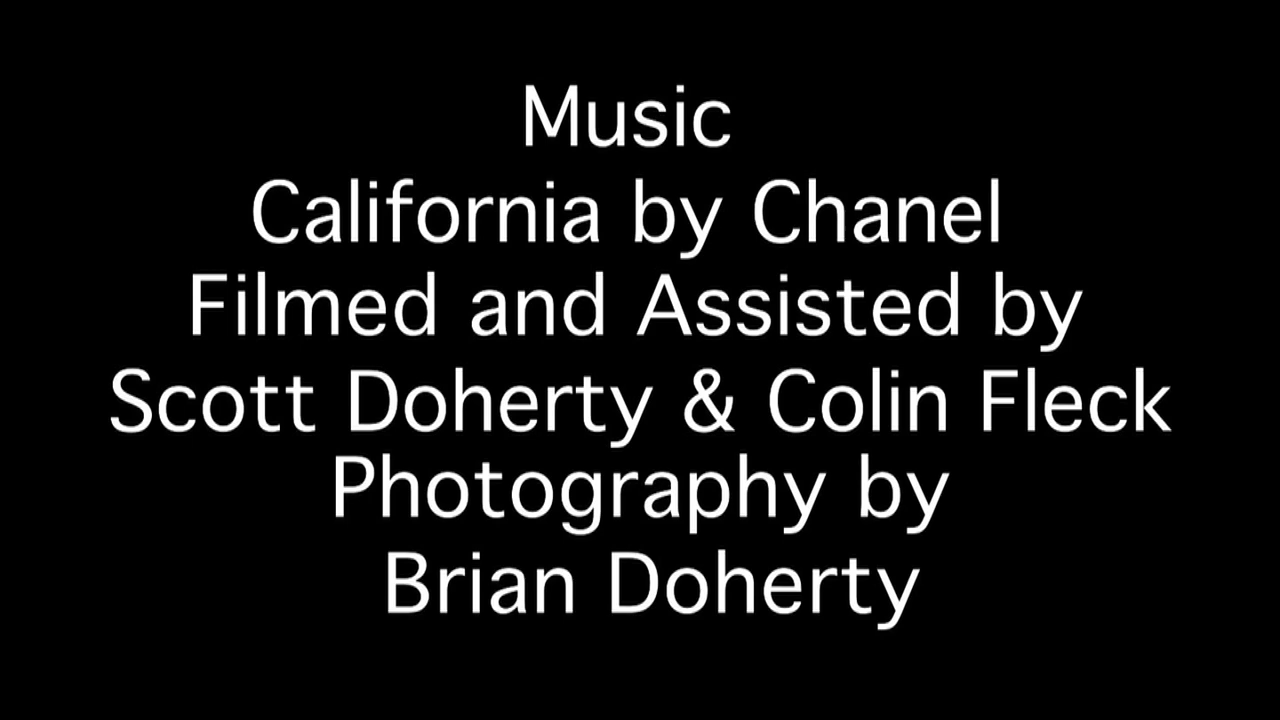 Music
California by Chanel
Filmed and Assisted by
Scott Doherty & Colin Fleck
Photography by
Brian Doherty